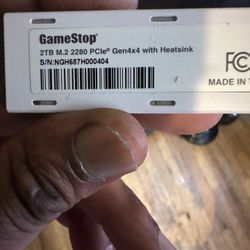 GameStop
2TB M.2 2280 PCIe® Gen4x4 with Heatsink
S/N:NGH687H000404
FC
MADE IN